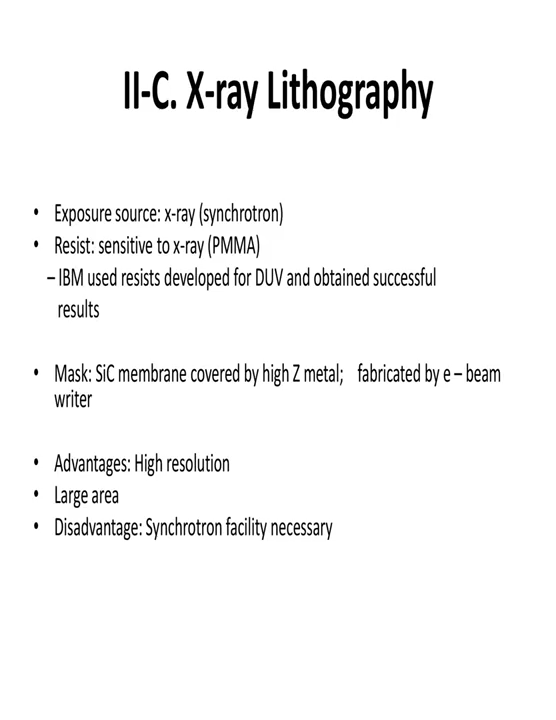 II-C. X-ray Lithography
• Exposure source: x-ray (synchrotron)
• Resist: sensitive to x-ray (PMMA)
– IBM used resists developed for DUV and obtained successful
results
• Mask: SiC membrane covered by high Z metal; fabricated by e – beam
writer
• Advantages: High resolution
• Large area
• Disadvantage: Synchrotron facility necessary